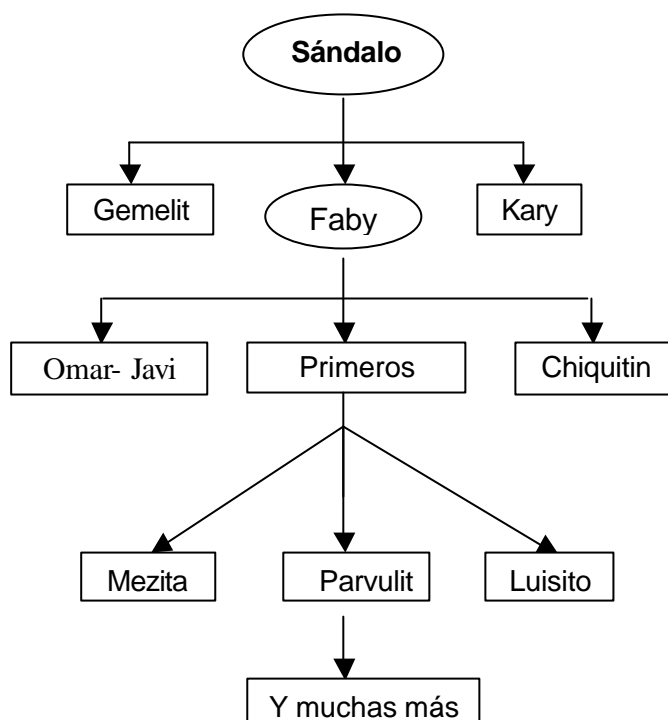 Sándalo
Gemelit
Faby
Kary
Omar- Javi
Primeros
Chiquitin
Mezita
Parvulit
Luisito
Y muchas más